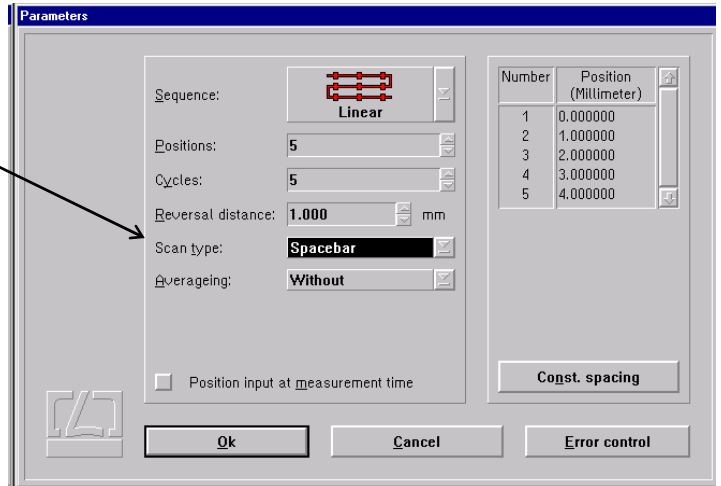 Parameters
Sequence:
Linear
Positions: 5
Cycles: 5
Reversal distance: 1.000 mm
Scan type: Spacebar
Averageing: Without
Position input at measurement time
Number Position
(Millimeter)
1 0.000000
2 1.000000
3 2.000000
4 3.000000
5 4.000000
Const. spacing
Ok Cancel Error control